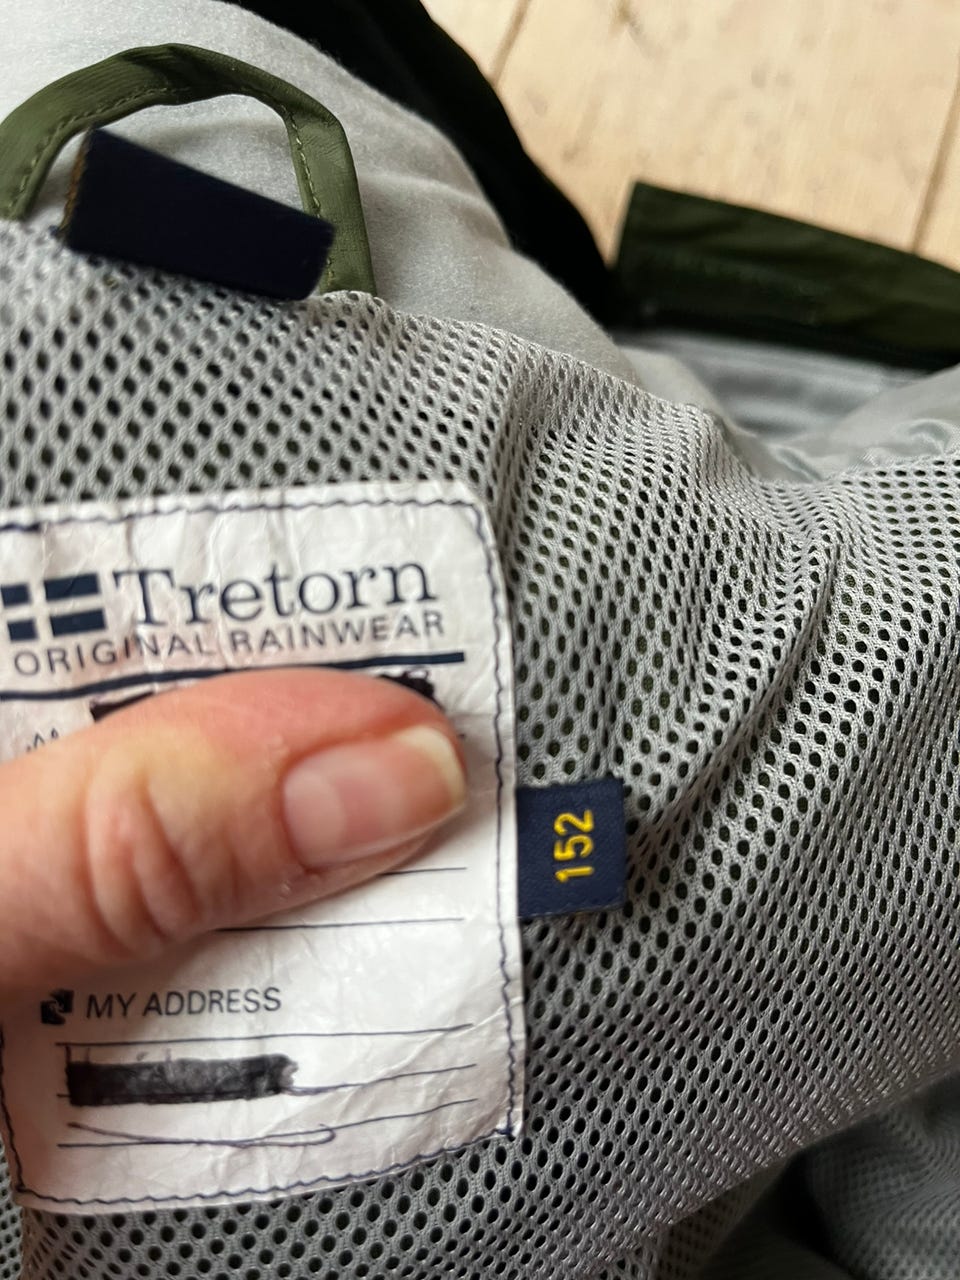 Tretorn
ORIGINAL RAINWEAR
152
MY ADDRESS